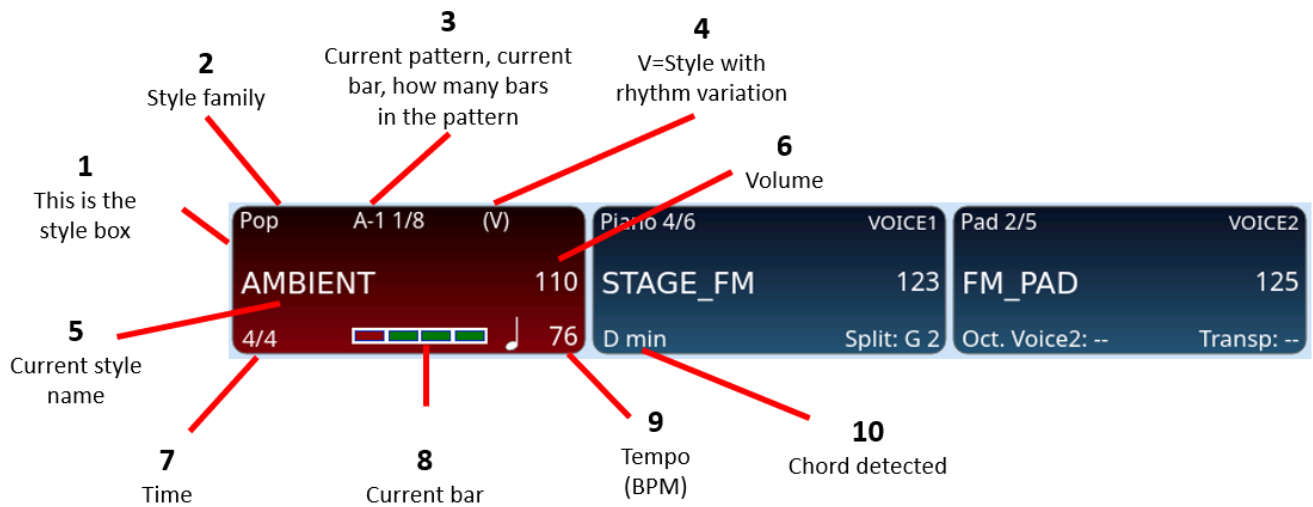 3
Current pattern, current
bar, how many bars
in the pattern
4
V=Style with
rhythm variation
2
Style family
1
This is the
style box
6
Volume
Pop A-1 1/8 (V)
AMBIENT 110
4/4 76
Piano 4/6 VOICE1
STAGE_FM 123
D min Split: G 2
Pad 2/5 VOICE2
FM_PAD 125
Oct. Voice2: -- Transp: --
5
Current style
name
7
Time
8
Current bar
9
Tempo
(BPM)
10
Chord detected